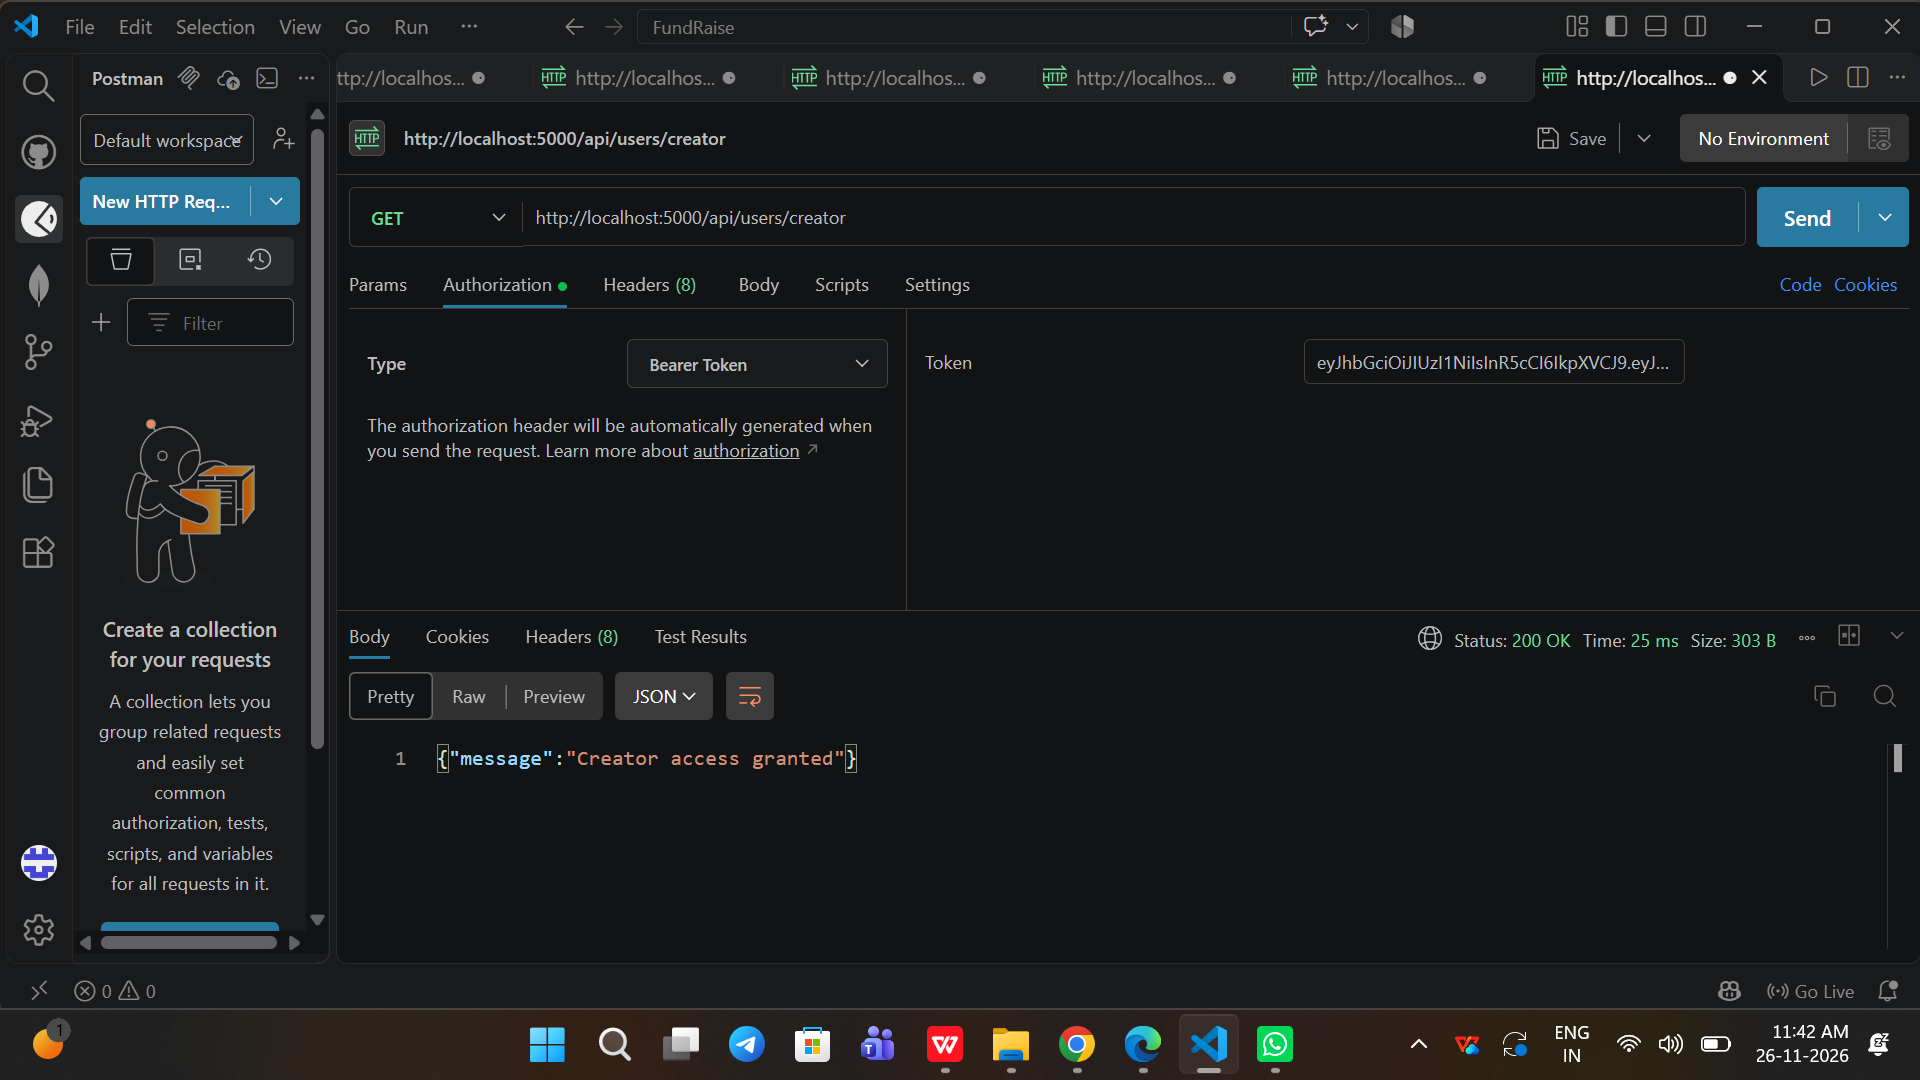 File Edit Selection View Go Run ···
FundRaise
Postman
ttp://localhos...
HTTP http://localhos...
HTTP http://localhos...
HTTP http://localhos...
HTTP http://localhos...
HTTP http://localhos...
Default workspace
HTTP http://localhost:5000/api/users/creator
Save
No Environment
New HTTP Req...
GET
http://localhost:5000/api/users/creator
Send
Params
Authorization
Headers (8)
Body
Scripts
Settings
Code
Cookies
Filter
Type
Bearer Token
Token
eyJhbGciOiJIUzI1NiIsInR5cCI6IkpXVCJ9.eyJ...
The authorization header will be automatically generated when
you send the request. Learn more about authorization ↗
Create a collection
for your requests
A collection lets you
group related requests
and easily set
common
authorization, tests,
scripts, and variables
for all requests in it.
Body
Cookies
Headers (8)
Test Results
Status: 200 OK Time: 25 ms Size: 303 B
Pretty
Raw
Preview
JSON
1 {"message":"Creator access granted"}
0 0
Go Live
1
T
W
ENG
IN
11:42 AM
26-11-2026